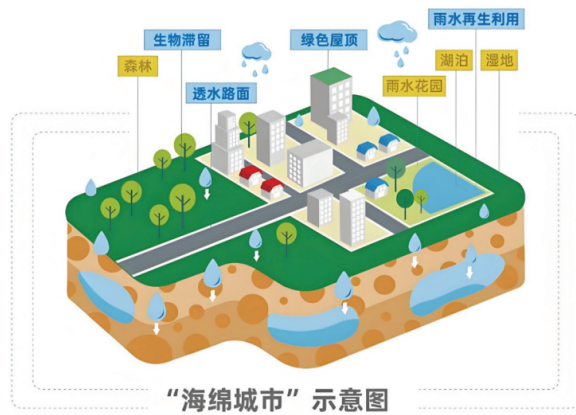 雨水再生利用
生物滞留
绿色屋顶
森林
湖泊
湿地
透水路面
雨水花园
“海绵城市”示意图